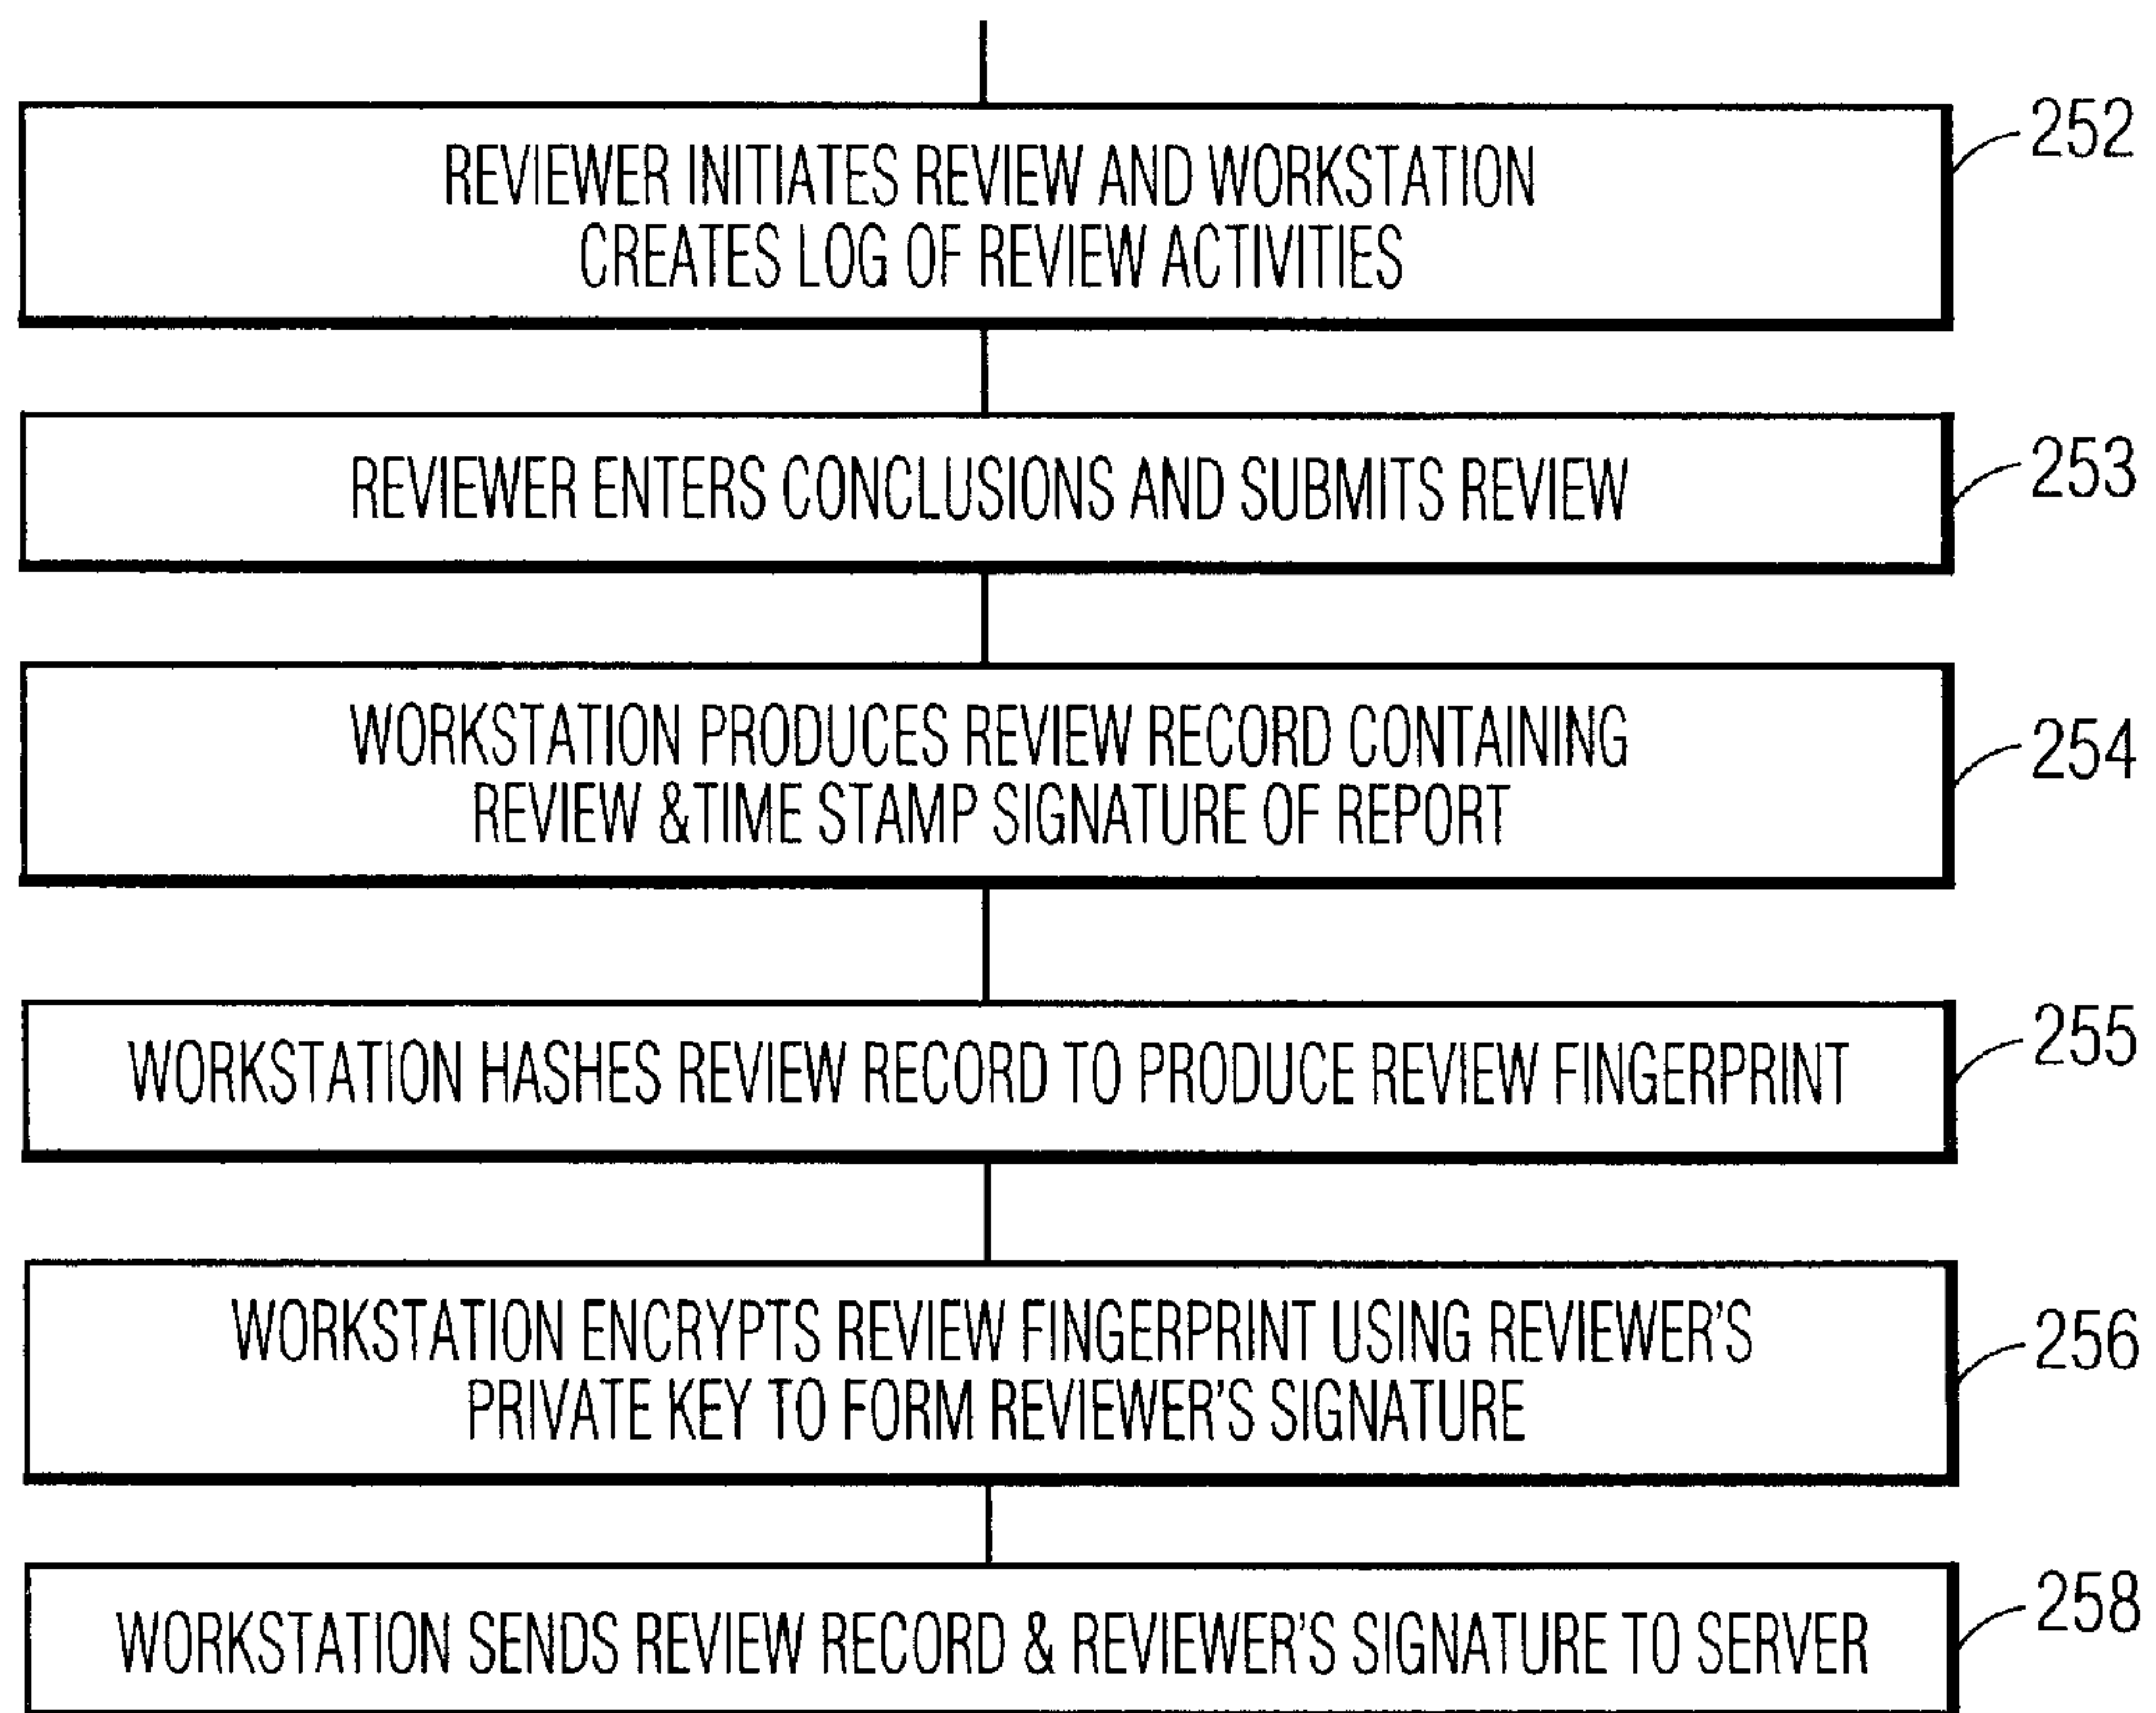 252
REVIEWER INITIATES REVIEW AND WORKSTATION
CREATES LOG OF REVIEW ACTIVITIES
253
REVIEWER ENTERS CONCLUSIONS AND SUBMITS REVIEW
254
WORKSTATION PRODUCES REVIEW RECORD CONTAINING
REVIEW &TIME STAMP SIGNATURE OF REPORT
255
WORKSTATION HASHES REVIEW RECORD TO PRODUCE REVIEW FINGERPRINT
256
WORKSTATION ENCRYPTS REVIEW FINGERPRINT USING REVIEWER'S
PRIVATE KEY TO FORM REVIEWER'S SIGNATURE
258
WORKSTATION SENDS REVIEW RECORD & REVIEWER'S SIGNATURE TO SERVER